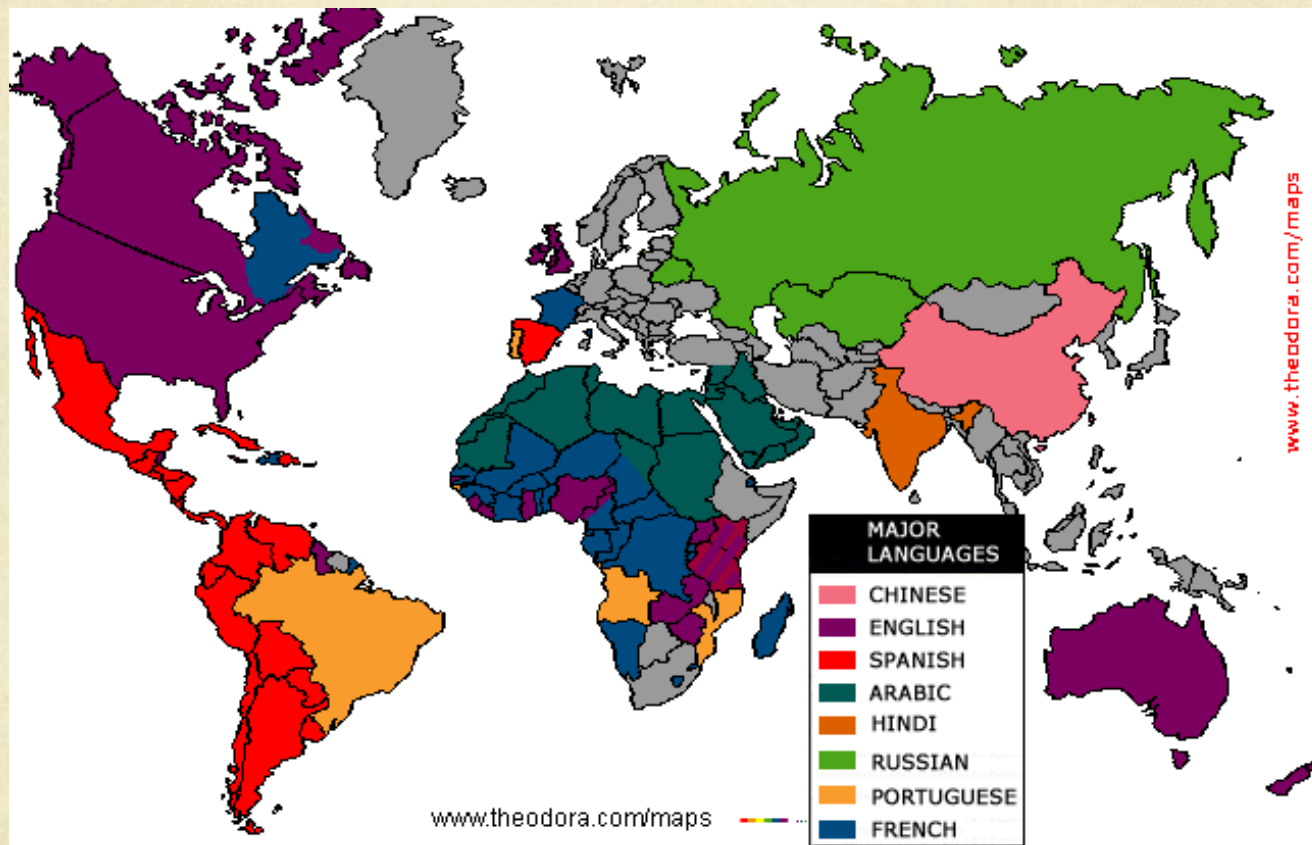 www.theodora.com/maps
MAJOR
LANGUAGES
CHINESE
ENGLISH
SPANISH
ARABIC
HINDI
RUSSIAN
PORTUGUESE
FRENCH
www.theodora.com/maps